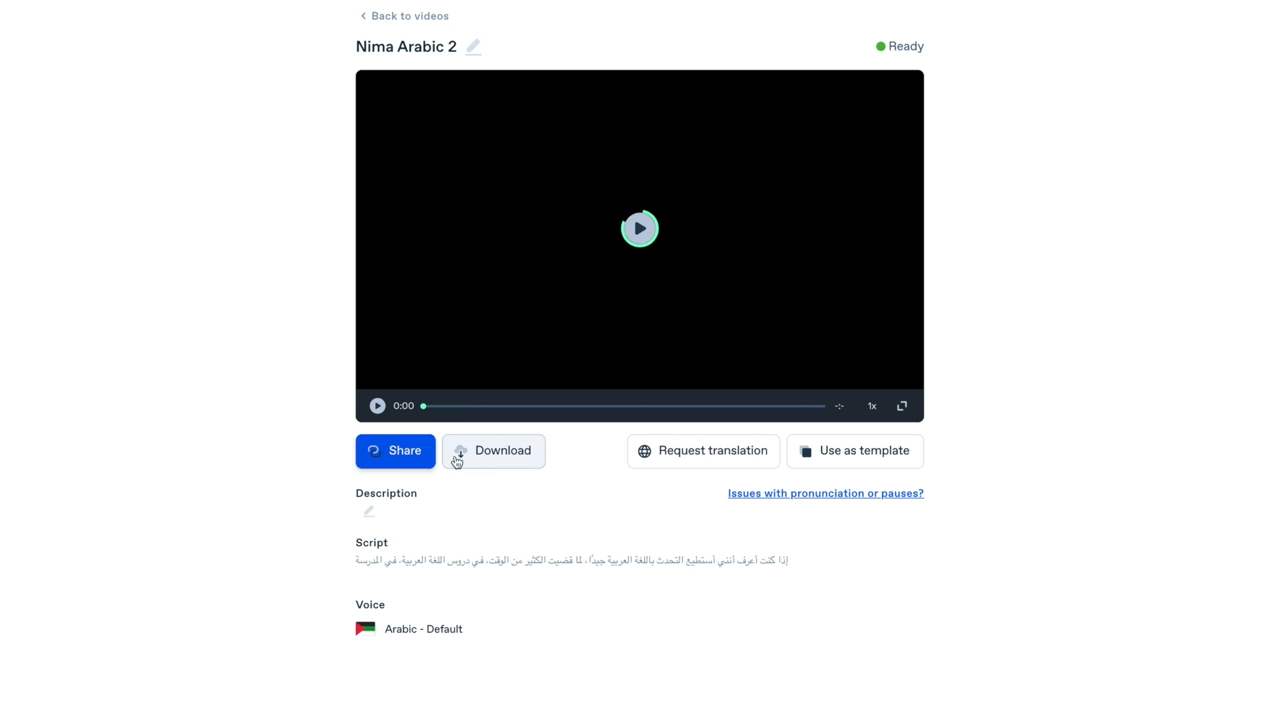 Back to videos
Nima Arabic 2
Ready
0:00
-:-
1x
Share
Download
Request translation
Use as template
Description
Issues with pronunciation or pauses?
Script
إذا كنت أعرف أنني أستطيع التحدث باللغة العربية جيدًا، لما قضيت الكثير من الوقت، في دروس اللغة العربية، في المدرسة
Voice
Arabic - Default